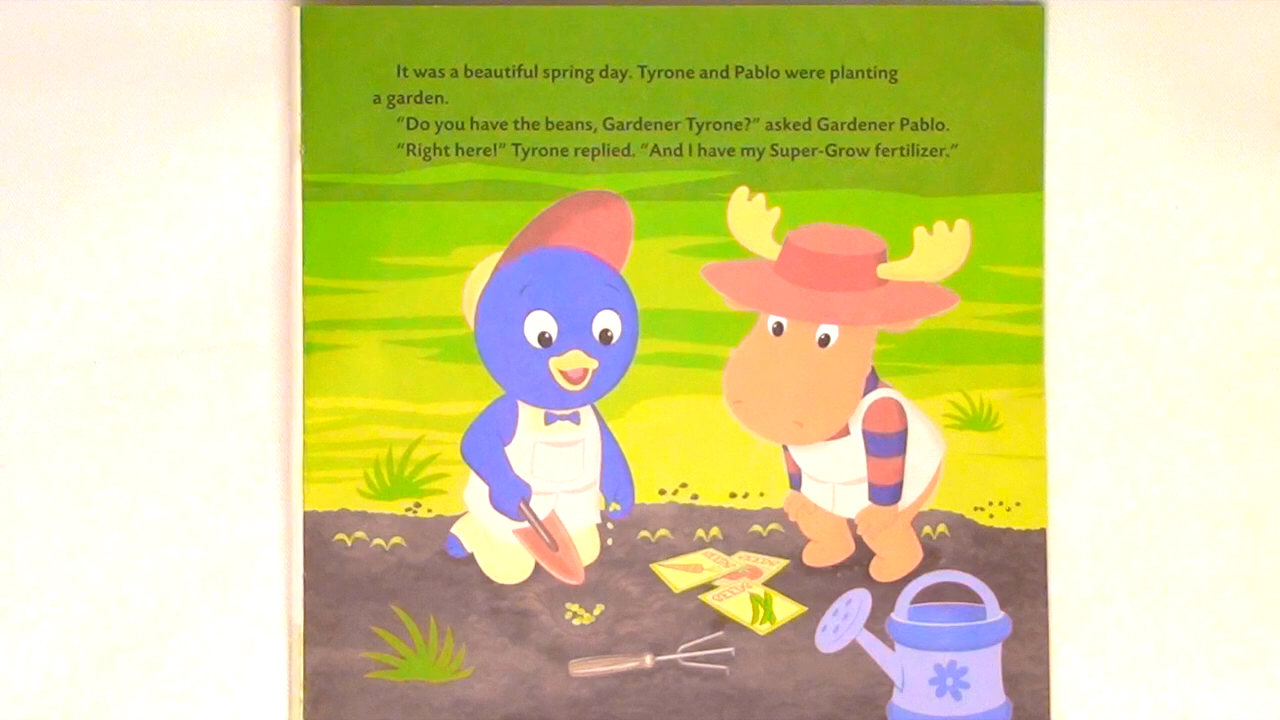 It was a beautiful spring day. Tyrone and Pablo were planting
a garden.
“Do you have the beans, Gardener Tyrone?” asked Gardener Pablo.
“Right here!” Tyrone replied. “And I have my Super-Grow fertilizer.”